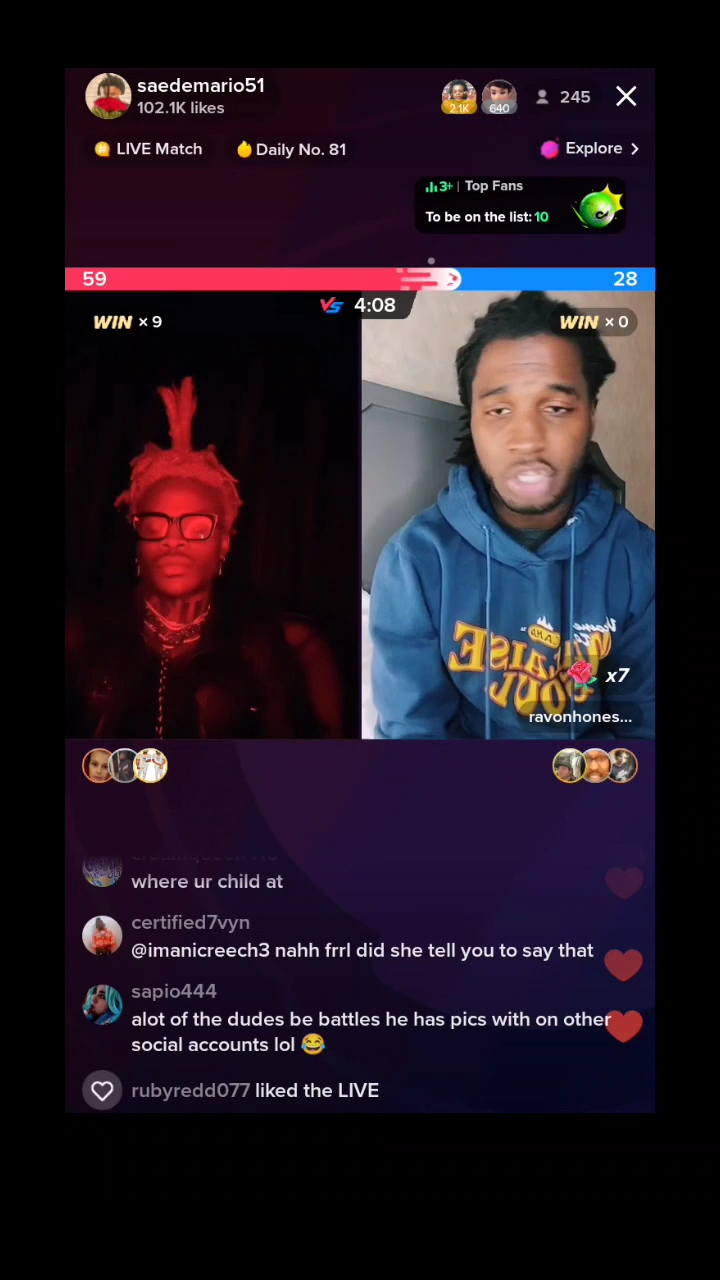 saedemario51
102.1K likes
2.1K
640
245
LIVE Match
Daily No. 81
Explore
3+ | Top Fans
To be on the list: 10
59
28
VS 4:08
WIN × 9
WIN × 0
x7
ravonhones...
where ur child at
certified7vyn
@imanicreech3 nahh frrl did she tell you to say that
sapio444
alot of the dudes be battles he has pics with on other
social accounts lol 😂
rubyredd077 liked the LIVE